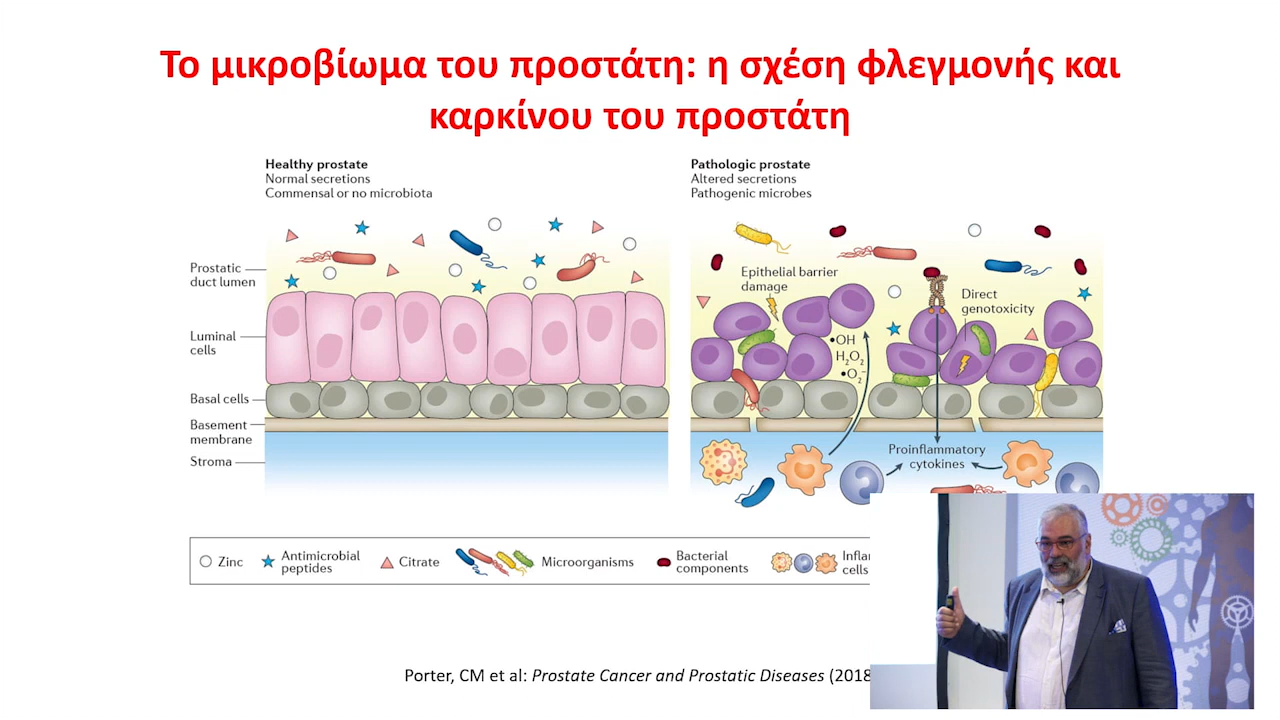 Το μικροβίωμα του προστάτη: η σχέση φλεγμονής και
καρκίνου του προστάτη
Healthy prostate
Normal secretions
Commensal or no microbiota
Pathologic prostate
Altered secretions
Pathogenic microbes
Prostatic
duct lumen
Luminal
cells
Basal cells
Basement
membrane
Stroma
Epithelial barrier
damage
Direct
genotoxicity
•OH
H₂O₂
•O₂⁻
Proinflammatory
cytokines
Zinc
Antimicrobial
peptides
Citrate
Microorganisms
Bacterial
components
cells
Porter, CM et al: Prostate Cancer and Prostatic Diseases (2018